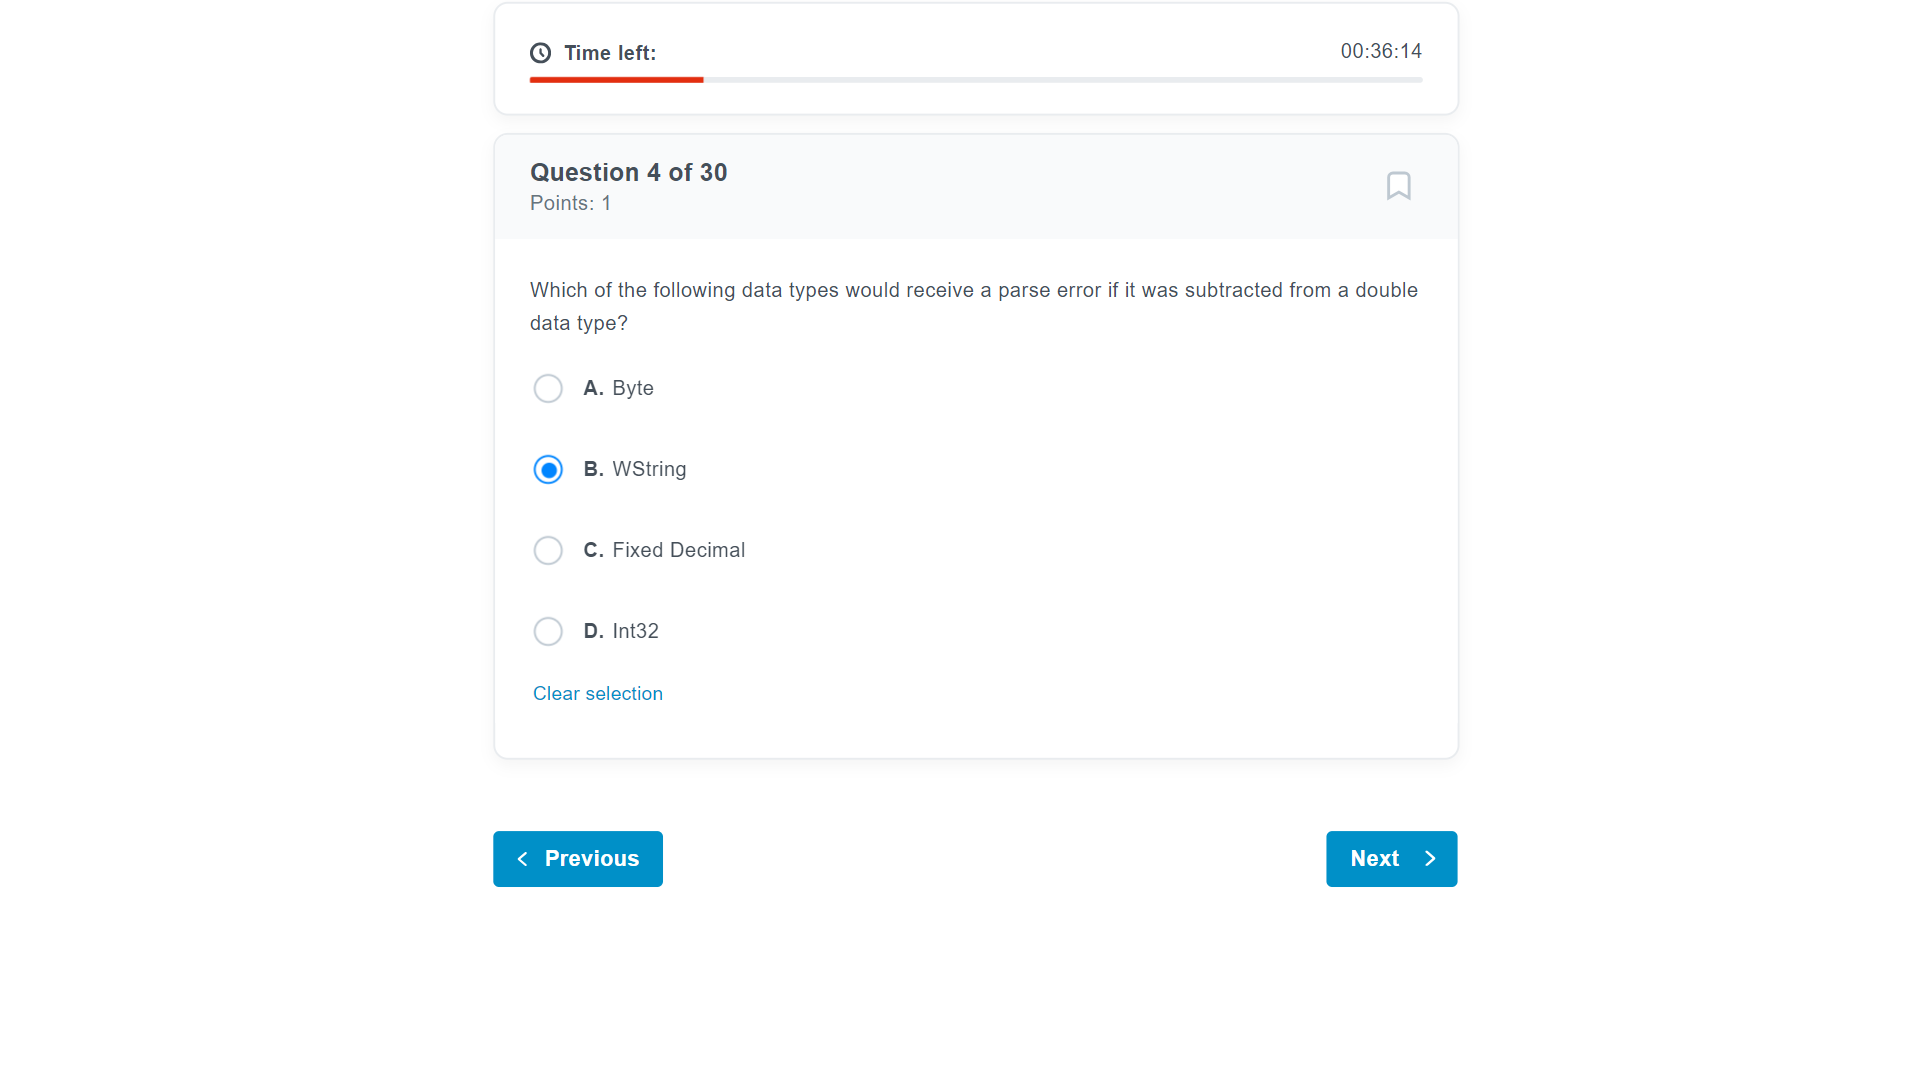 Time left:
00:36:14
Question 4 of 30
Points: 1
Which of the following data types would receive a parse error if it was subtracted from a double
data type?
A. Byte
B. WString
C. Fixed Decimal
D. Int32
Clear selection
Previous
Next